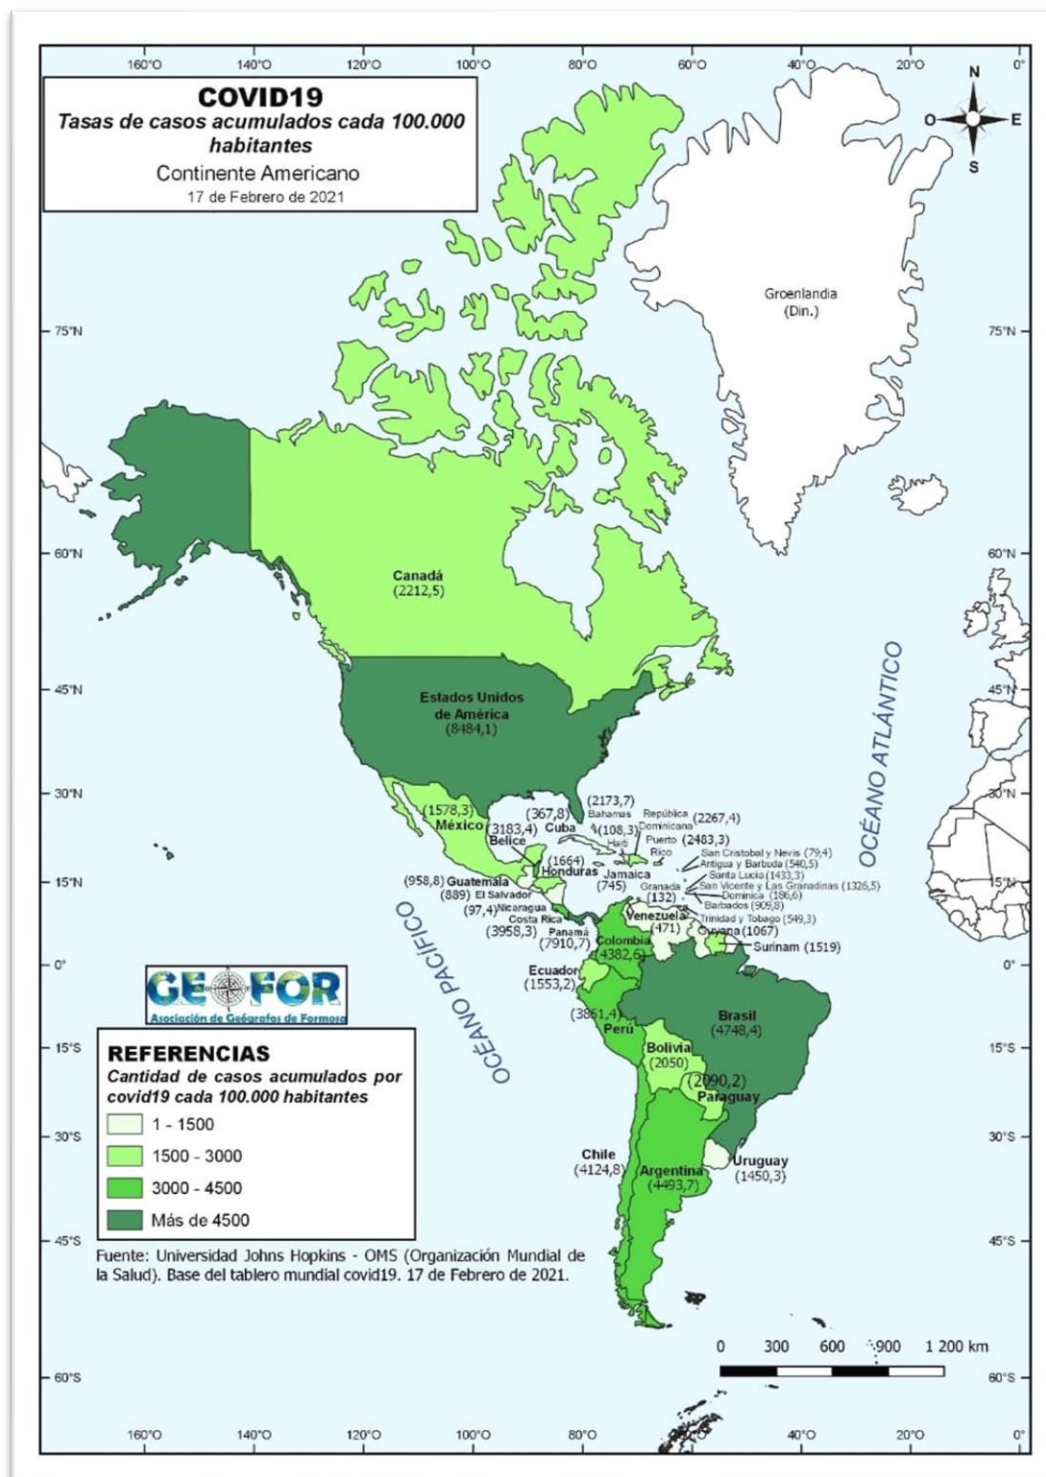 160°O 140°O 120°O 100°O 80°O 60°O 40°O 20°O 0°
COVID19
Tasas de casos acumulados cada 100.000
habitantes
Continente Americano
17 de Febrero de 2021
N
O E
S
Groenlandia
(Din.)
75°N 75°N
60°N 60°N
Canadá
(2212,5)
45°N 45°N
Estados Unidos
de América
(8484,1)
OCÉANO ATLÁNTICO
30°N 30°N
(1578,3)
México
(3183,4)
Belice
(367,8)
Cuba
(2173,7)
Bahamas
(108,3)
Haití
República
Dominicana
(2267,4)
Puerto
Rico
(2483,3)
San Cristobal y Nevis (79,4)
Antigua y Barbuda (540,5)
Santa Lucia (1433,3)
San Vicente y Las Granadinas (1326,5)
Dominica (186,6)
Barbados (909,8)
Trinidad y Tobago (549,3)
15°N 15°N
(1664)
Honduras
Jamaica
(745)
Granada
(132)
(958,8) Guatemala
(889) El Salvador
(97,4) Nicaragua
Costa Rica
(3958,3)
Panamá
(7910,7)
Venezuela
(471)
Guyana (1067)
Surinam (1519)
Colombia
(4382,6)
OCÉANO PACÍFICO
0° 0°
Ecuador
(1553,2)
GEOFOR
Asociación de Geógrafos de Formosa
(3861,4)
Perú
Brasil
(4748,4)
15°S 15°S
Bolivia
(2050)
(2090,2)
Paraguay
REFERENCIAS
Cantidad de casos acumulados por
covid19 cada 100.000 habitantes
1 - 1500
1500 - 3000
3000 - 4500
Más de 4500
30°S 30°S
Chile
(4124,8)
Argentina
(4493,7)
Uruguay
(1450,3)
45°S 45°S
Fuente: Universidad Johns Hopkins - OMS (Organización Mundial de
la Salud). Base del tablero mundial covid19. 17 de Febrero de 2021.
0 300 600 900 1 200 km
60°S 60°S
160°O 140°O 120°O 100°O 80°O 60°O 40°O 20°O 0°